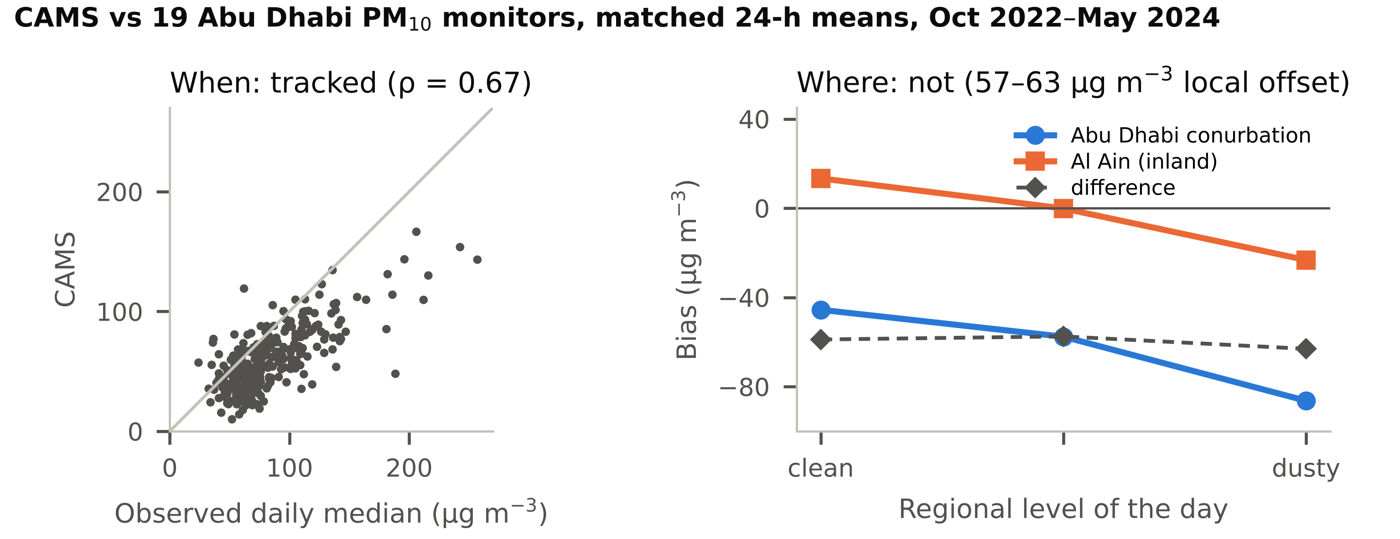 CAMS vs 19 Abu Dhabi PM₁₀ monitors, matched 24-h means, Oct 2022–May 2024
When: tracked (ρ = 0.67)
200
100
0
CAMS
0 100 200
Observed daily median (µg m⁻³)
Where: not (57–63 µg m⁻³ local offset)
Abu Dhabi conurbation
Al Ain (inland)
difference
40
0
−40
−80
Bias (µg m⁻³)
clean dusty
Regional level of the day